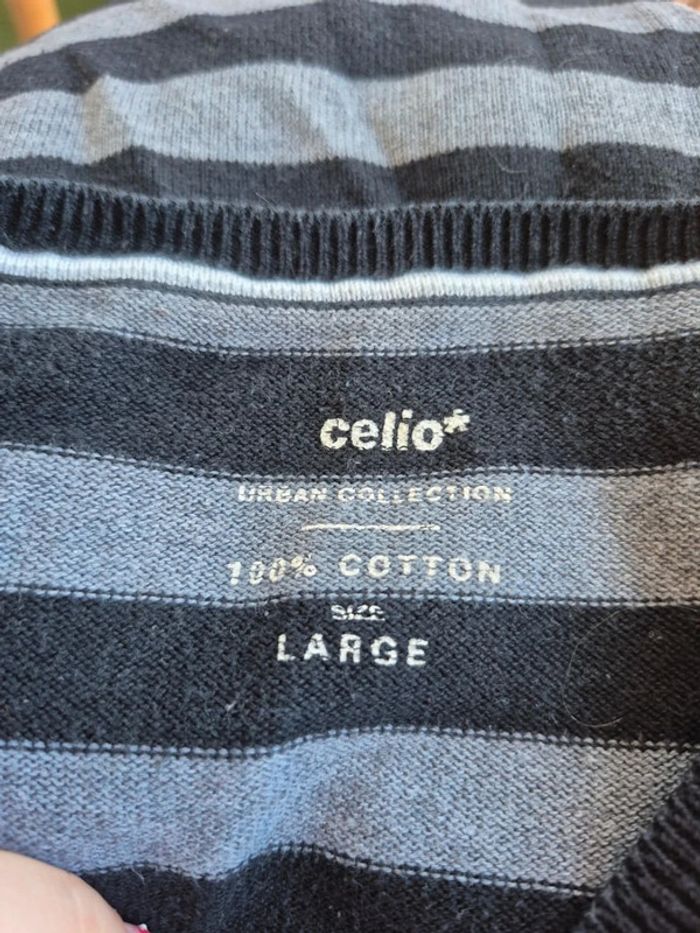 celio*
URBAN COLLECTION
100% COTTON
SIZE
LARGE